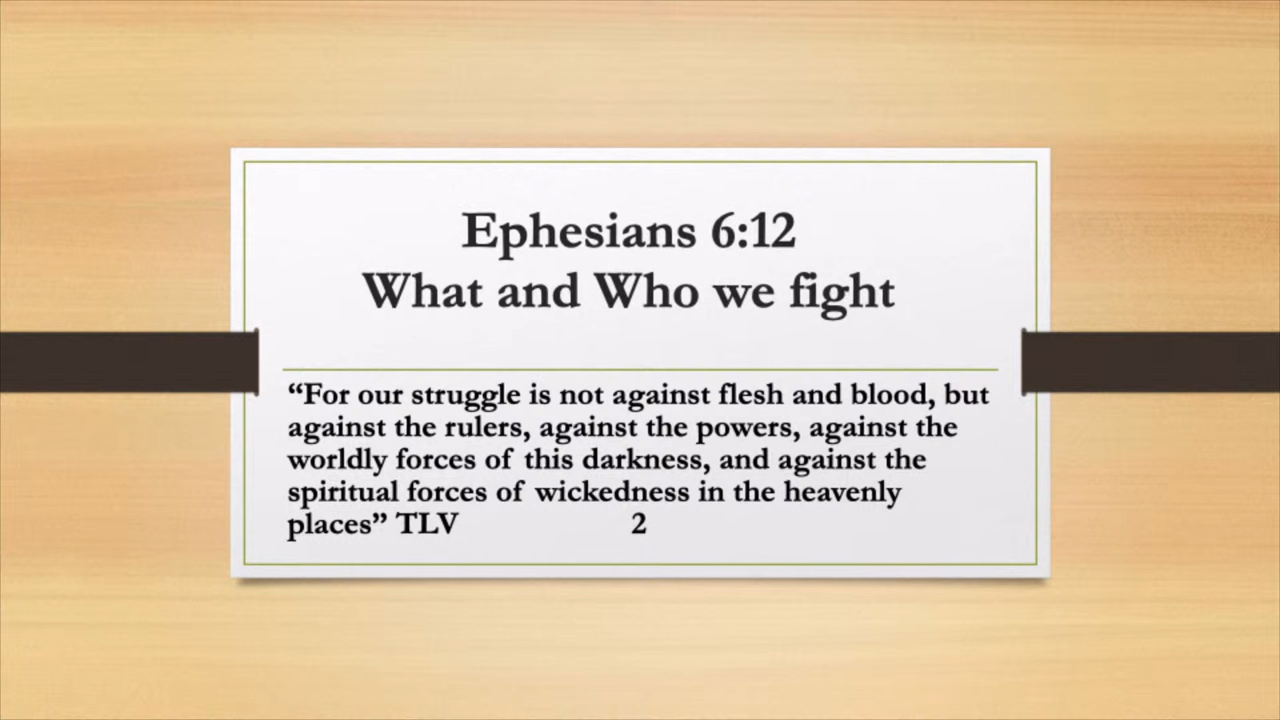 Ephesians 6:12
What and Who we fight
“For our struggle is not against flesh and blood, but
against the rulers, against the powers, against the
worldly forces of this darkness, and against the
spiritual forces of wickedness in the heavenly
places” TLV 2